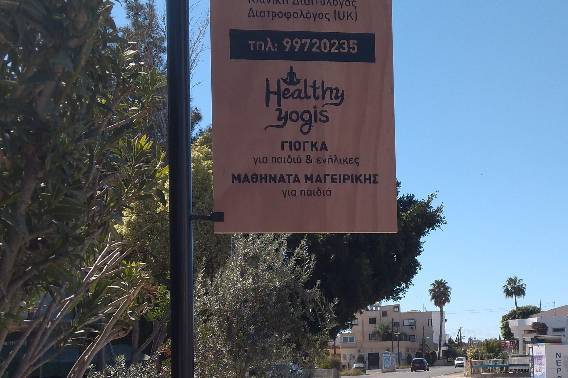 Κλινική Διαιτολόγος
Διατροφολόγος (UK)
τηλ: 99720235
Healthy
yogis
ΓΙΟΓΚΑ
για παιδιά & ενήλικες
ΜΑΘΗΜΑΤΑ ΜΑΓΕΙΡΙΚΗΣ
για παιδιά